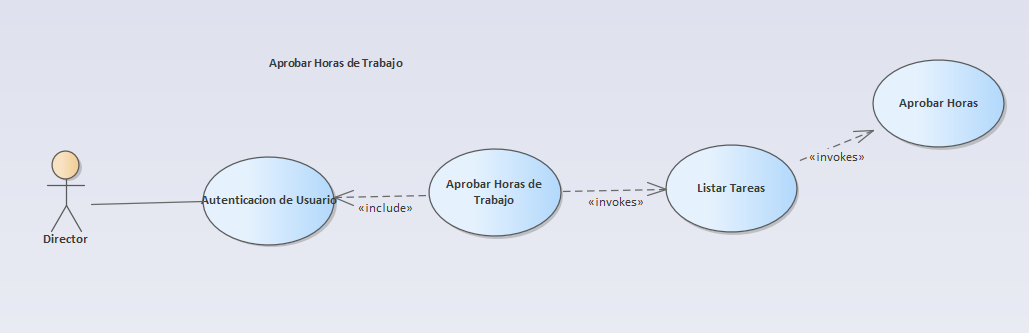 Aprobar Horas de Trabajo
Aprobar Horas
«invokes»
Aprobar Horas de
Trabajo
Listar Tareas
Autenticacion de Usuario
«include»
«invokes»
Director